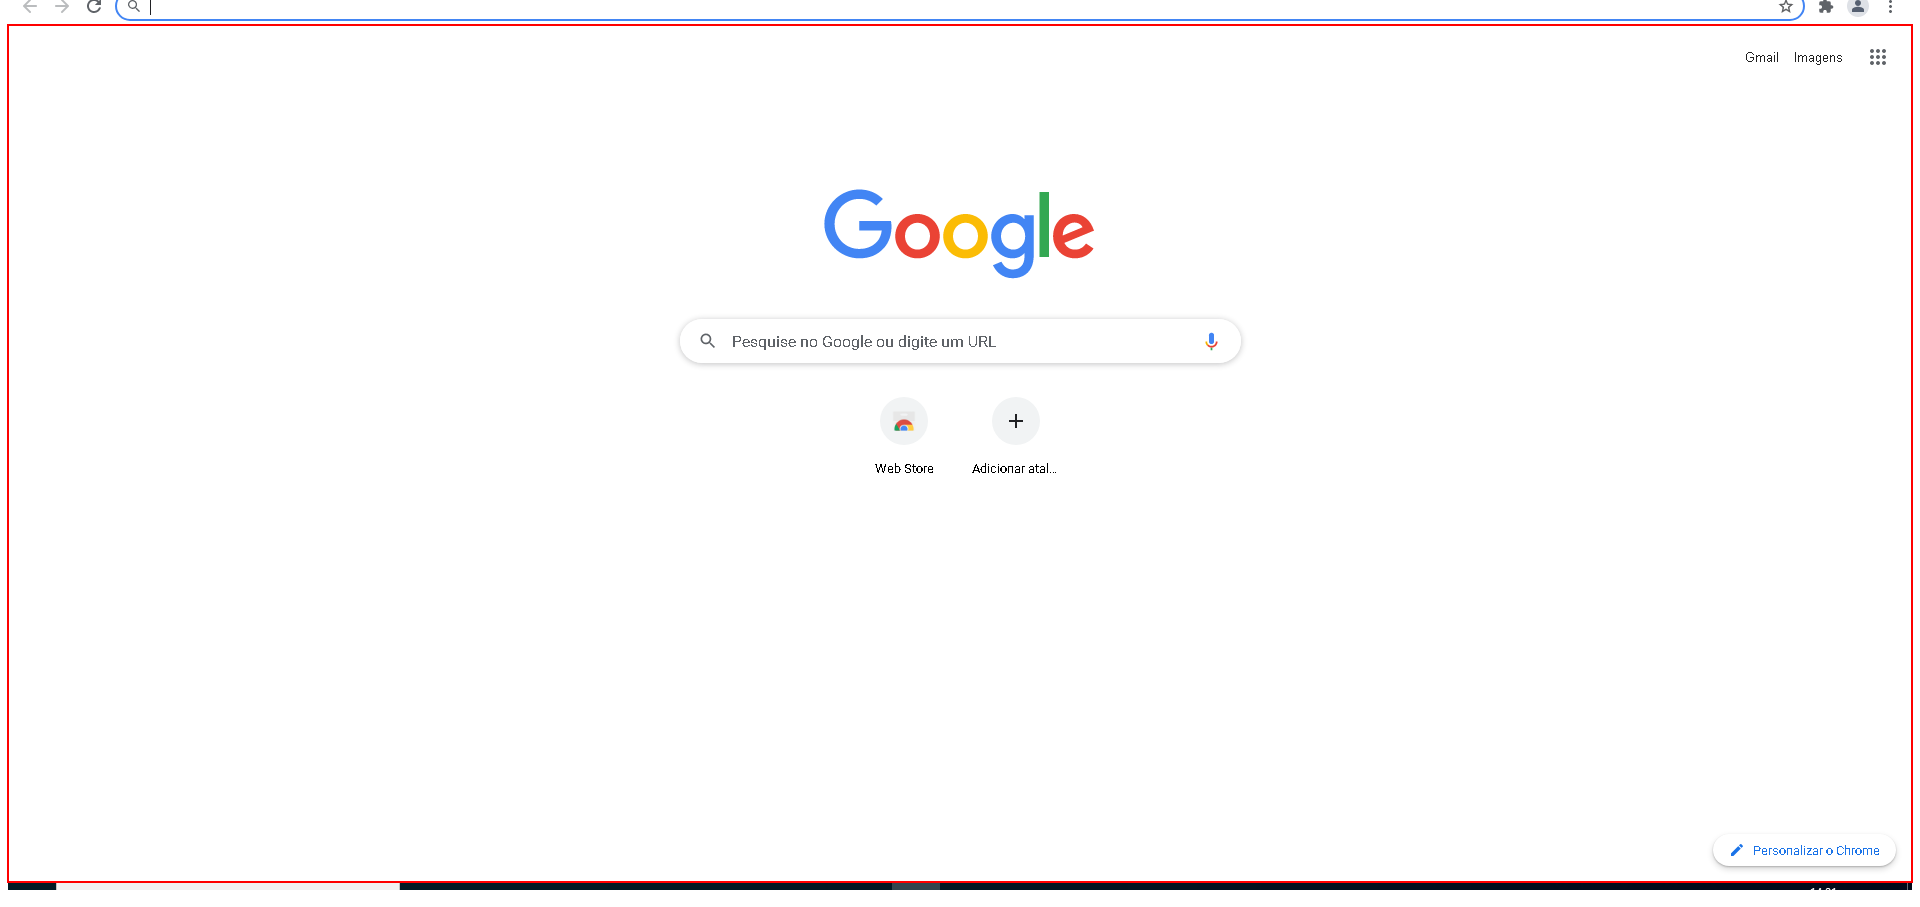 Gmail Imagens
Google
Pesquise no Google ou digite um URL
Web Store Adicionar atal...
Personalizar o Chrome